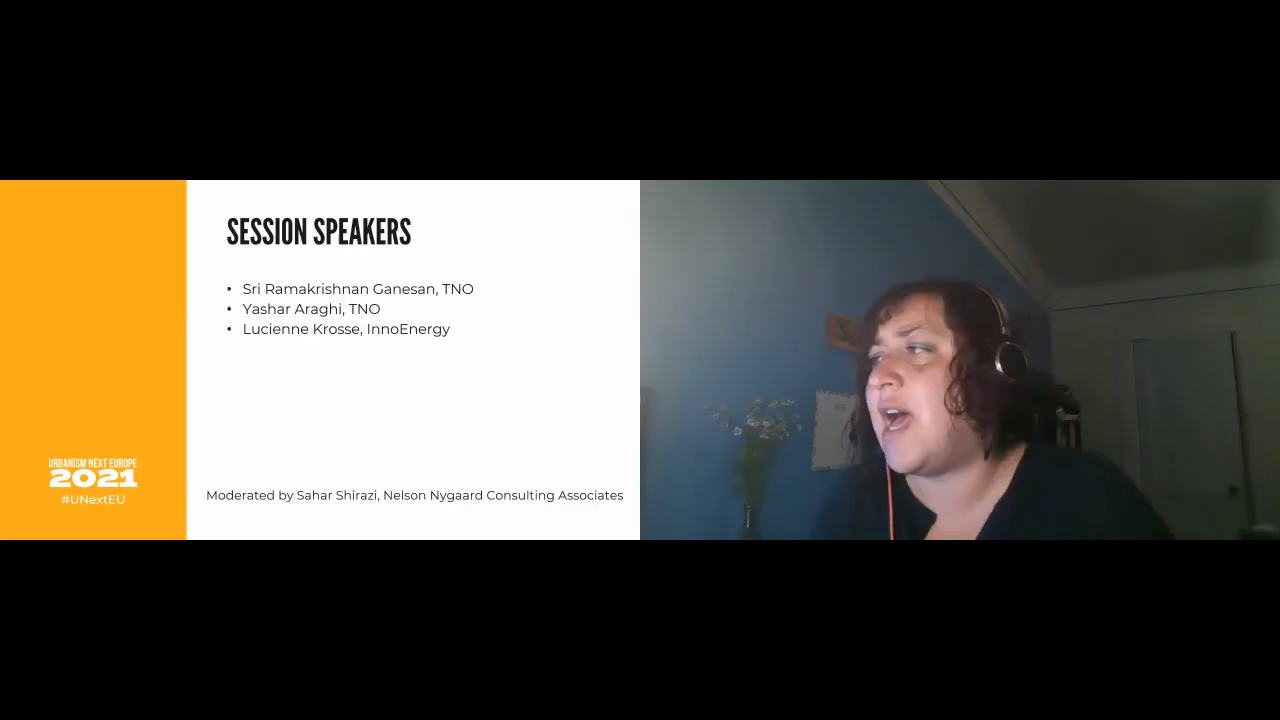 SESSION SPEAKERS
• Sri Ramakrishnan Ganesan, TNO
• Yashar Araghi, TNO
• Lucienne Krosse, InnoEnergy
URBANISM NEXT EUROPE
2021
#UNextEU
Moderated by Sahar Shirazi, Nelson Nygaard Consulting Associates